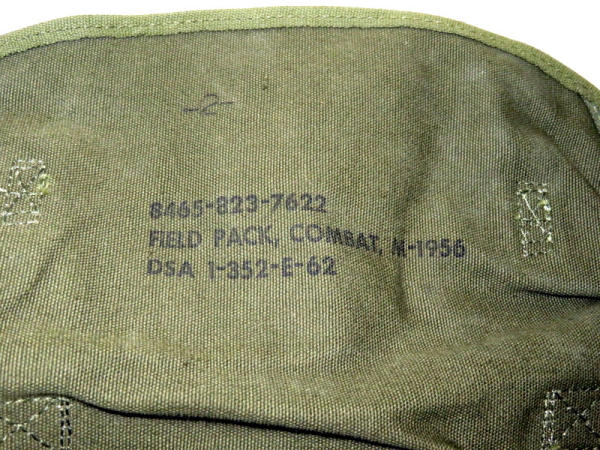 -2-
8465-823-7622
FIELD PACK, COMBAT, M-1956
DSA 1-352-E-62